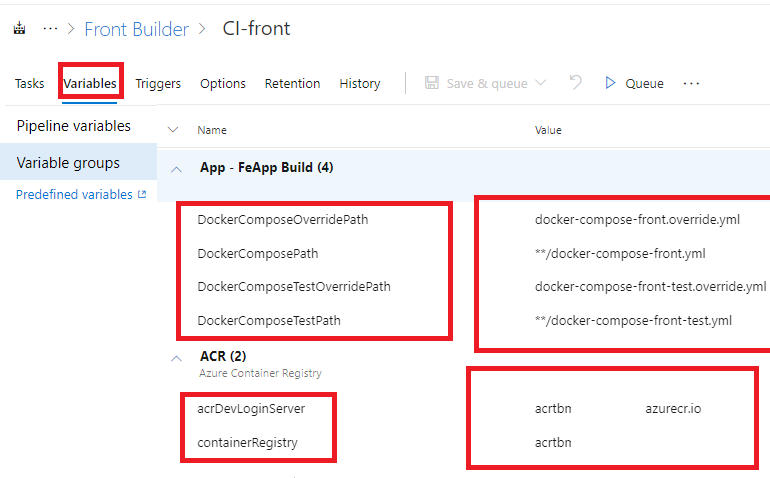 ··· > Front Builder > CI-front
Tasks Variables Triggers Options Retention History Save & queue Queue ···
Pipeline variables
Variable groups
Predefined variables
Name Value
App - FeApp Build (4)
DockerComposeOverridePath docker-compose-front.override.yml
DockerComposePath **/docker-compose-front.yml
DockerComposeTestOverridePath docker-compose-front-test.override.yml
DockerComposeTestPath **/docker-compose-front-test.yml
ACR (2)
Azure Container Registry
acrDevLoginServer acrtbn azurecr.io
containerRegistry acrtbn